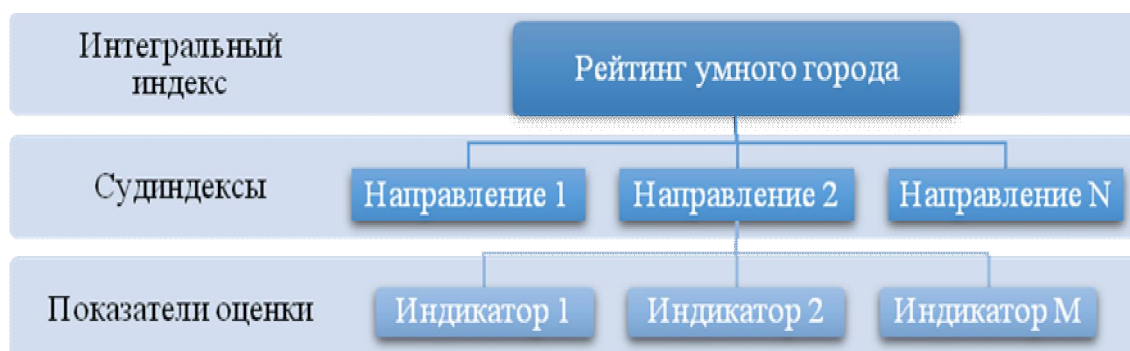 Интегральный
индекс
Рейтинг умного города
Судиндексы
Направление 1
Направление 2
Направление N
Показатели оценки
Индикатор 1
Индикатор 2
Индикатор M